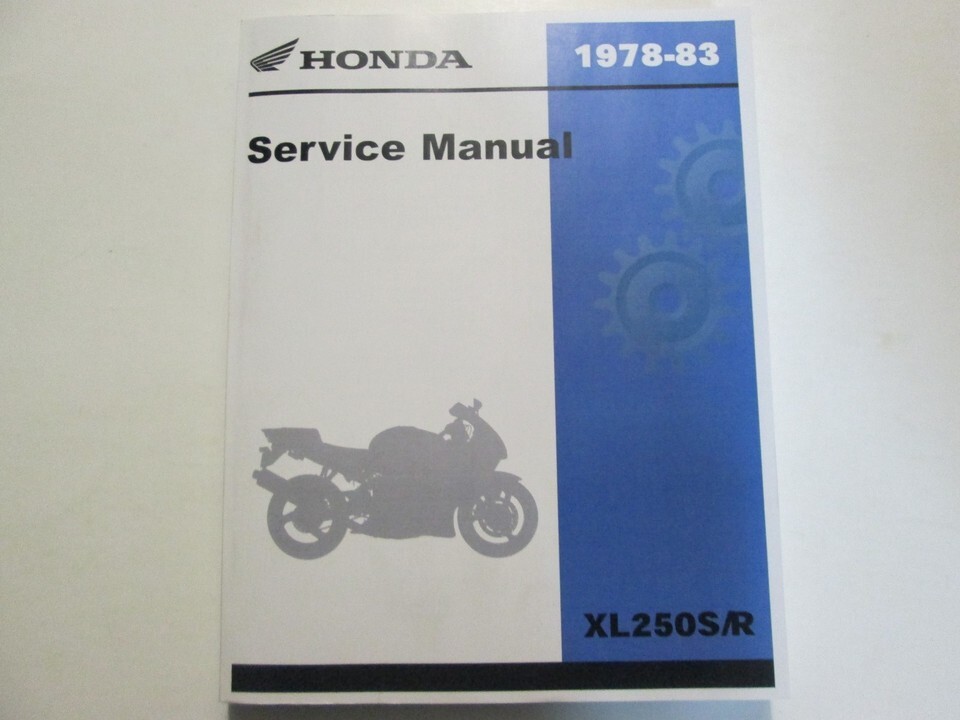 HONDA
1978-83
Service Manual
XL250S/R